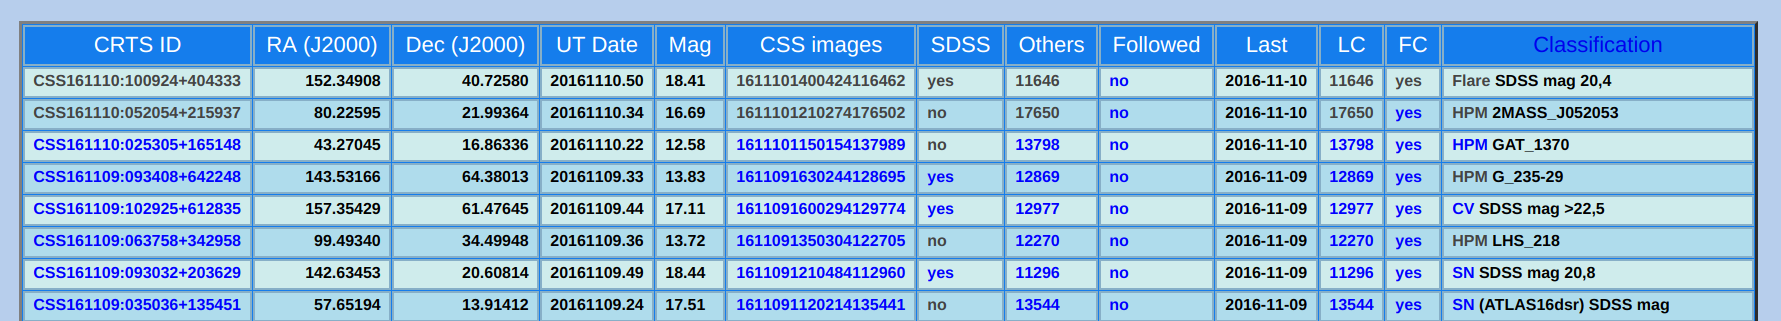 CRTS ID RA (J2000) Dec (J2000) UT Date Mag CSS images SDSS Others Followed Last LC FC Classification
CSS161110:100924+404333 152.34908 40.72580 20161110.50 18.41 1611101400424116462 yes 11646 no 2016-11-10 11646 yes Flare SDSS mag 20,4
CSS161110:052054+215937 80.22595 21.99364 20161110.34 16.69 1611101210274176502 no 17650 no 2016-11-10 17650 yes HPM 2MASS_J052053
CSS161110:025305+165148 43.27045 16.86336 20161110.22 12.58 1611101150154137989 no 13798 no 2016-11-10 13798 yes HPM GAT_1370
CSS161109:093408+642248 143.53166 64.38013 20161109.33 13.83 1611091630244128695 yes 12869 no 2016-11-09 12869 yes HPM G_235-29
CSS161109:102925+612835 157.35429 61.47645 20161109.44 17.11 1611091600294129774 yes 12977 no 2016-11-09 12977 yes CV SDSS mag >22,5
CSS161109:063758+342958 99.49340 34.49948 20161109.36 13.72 1611091350304122705 no 12270 no 2016-11-09 12270 yes HPM LHS_218
CSS161109:093032+203629 142.63453 20.60814 20161109.49 18.44 1611091210484112960 yes 11296 no 2016-11-09 11296 yes SN SDSS mag 20,8
CSS161109:035036+135451 57.65194 13.91412 20161109.24 17.51 1611091120214135441 no 13544 no 2016-11-09 13544 yes SN (ATLAS16dsr) SDSS mag